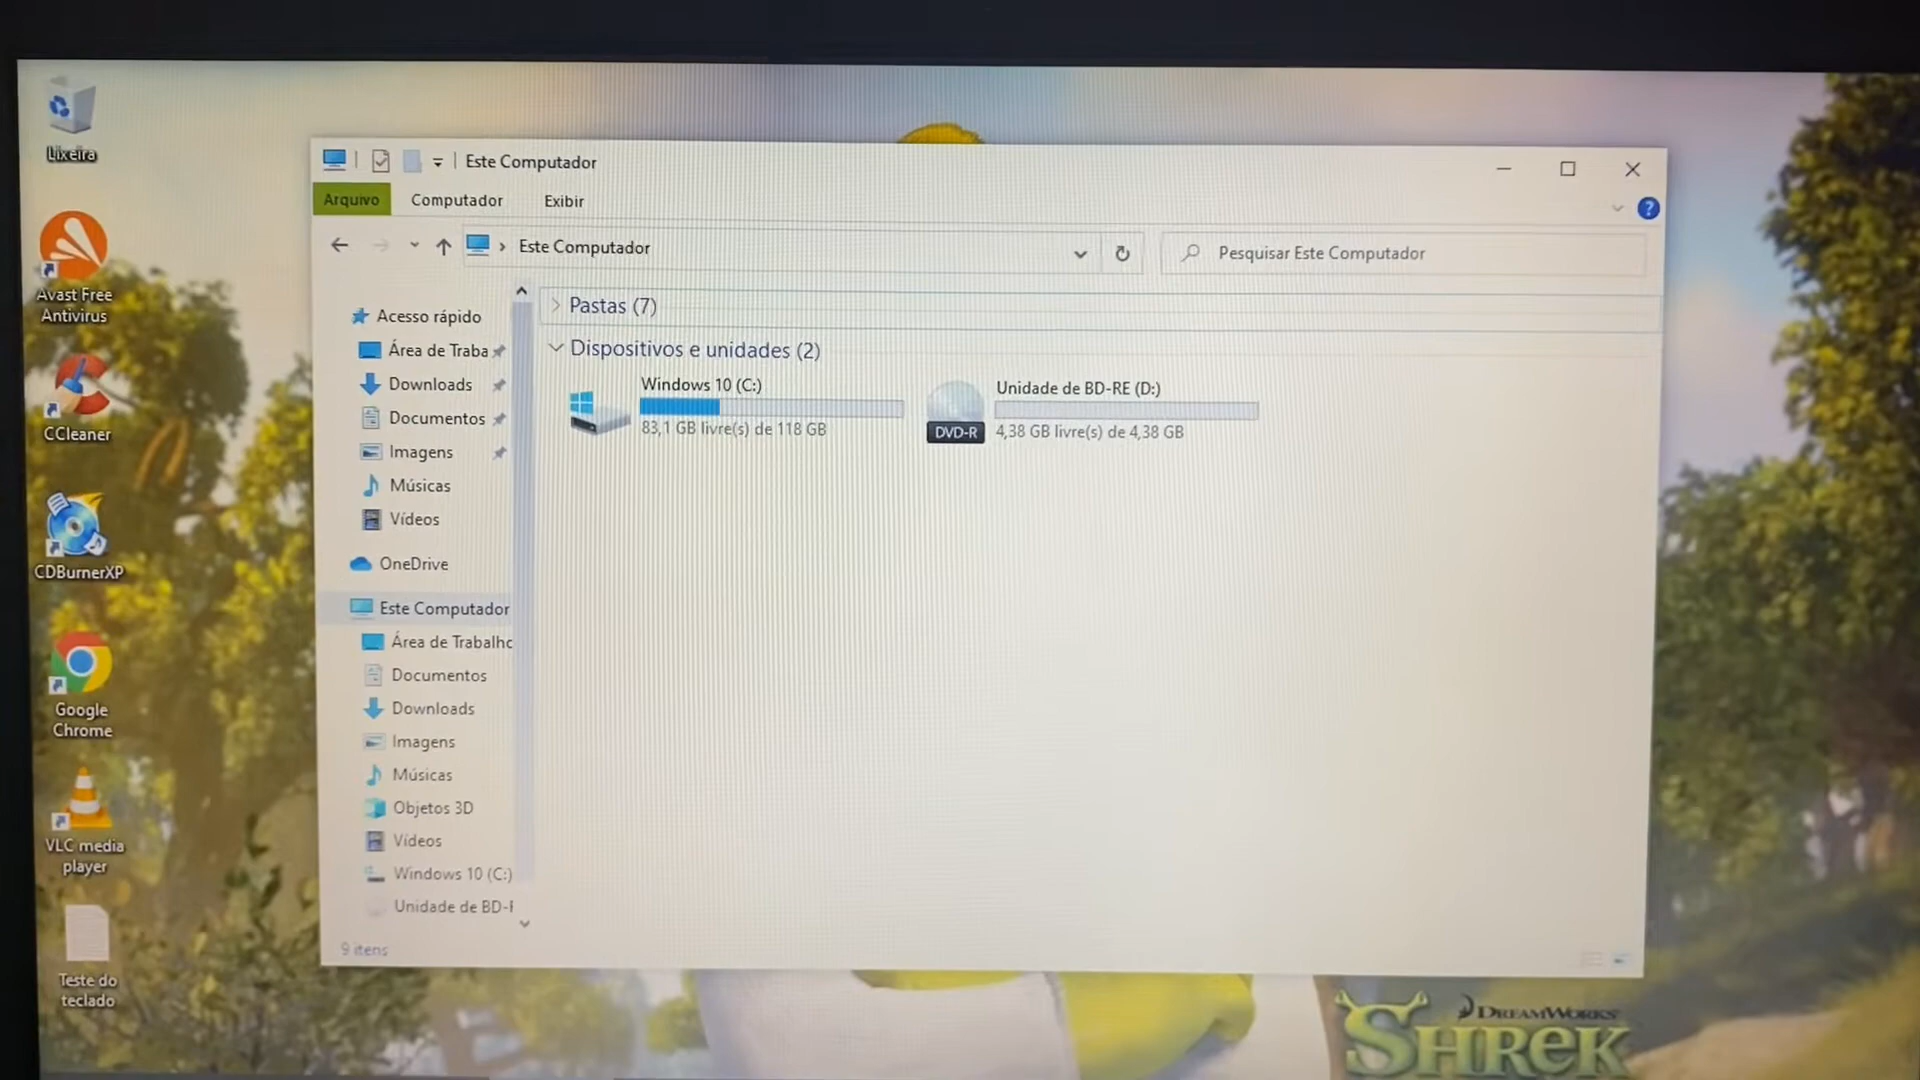 Lixeira
Avast Free
Antivirus
CCleaner
CDBurnerXP
Google
Chrome
VLC media
player
Teste do
teclado
Este Computador
Arquivo Computador Exibir
?
Este Computador
Pesquisar Este Computador
Acesso rápido
Área de Traba
Downloads
Documentos
Imagens
Músicas
Vídeos
OneDrive
Este Computador
Área de Trabalho
Documentos
Downloads
Imagens
Músicas
Objetos 3D
Vídeos
Windows 10 (C:)
Unidade de BD-R
9 itens
Pastas (7)
Dispositivos e unidades (2)
Windows 10 (C:)
83,1 GB livre(s) de 118 GB
Unidade de BD-RE (D:)
DVD-R
4,38 GB livre(s) de 4,38 GB
DREAMWORKS
SHREK